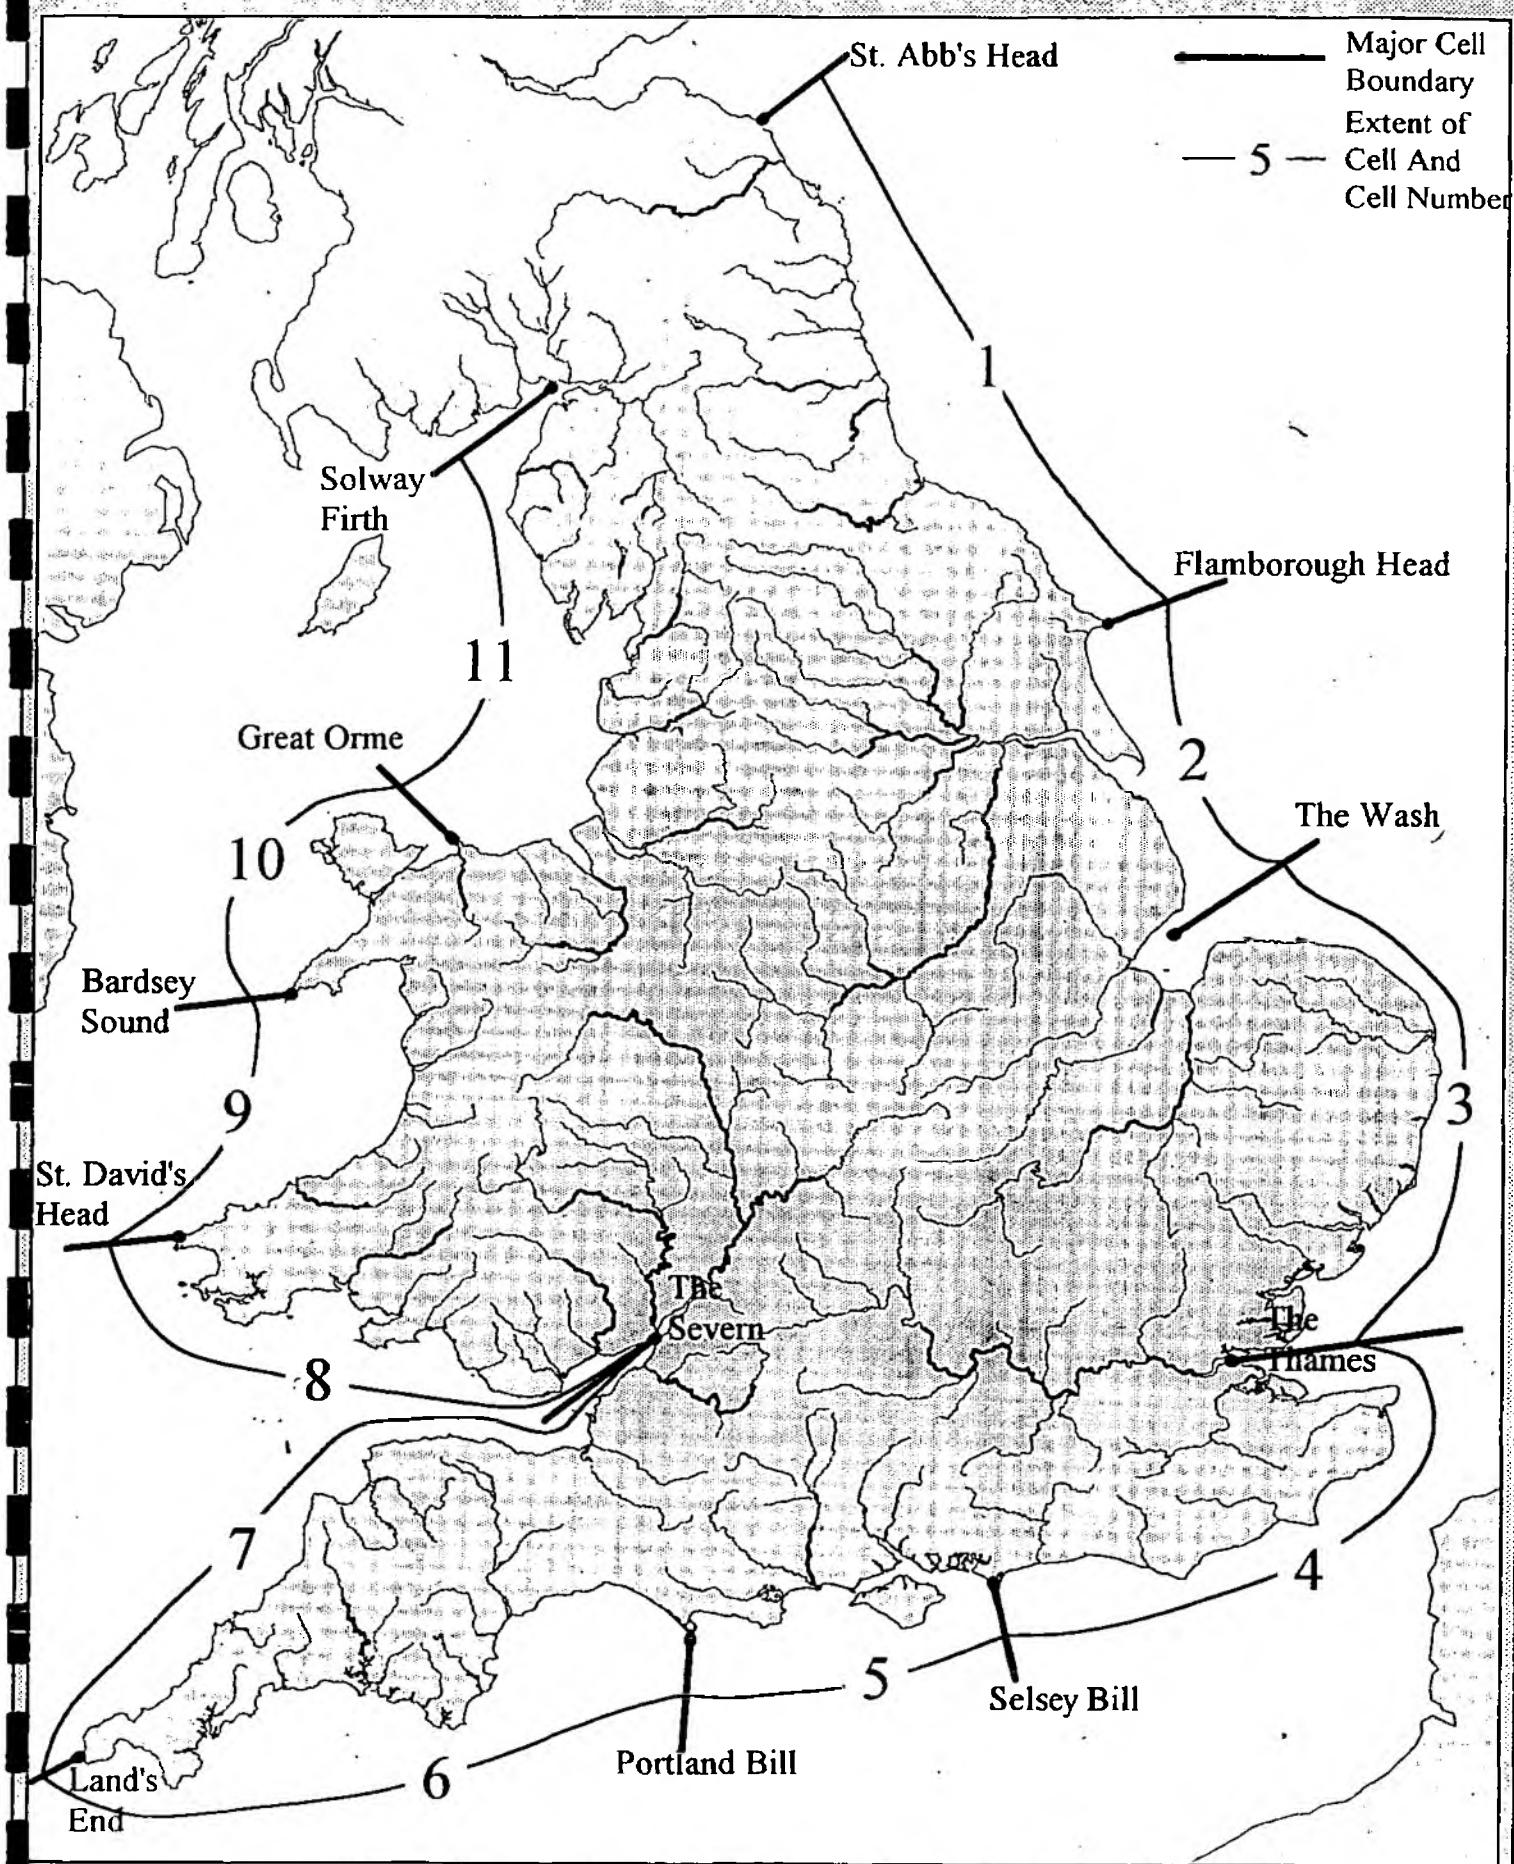 St. Abb's Head
Major Cell
Boundary
Extent of
— 5 — Cell And
Cell Number
1
Solway
Firth
Flamborough Head
11
Great Orme
2
The Wash
10
Bardsey
Sound
9
3
St. David's
Head
The
Severn
The
Thames
8
7
4
5
Selsey Bill
Portland Bill
6
Land's
End